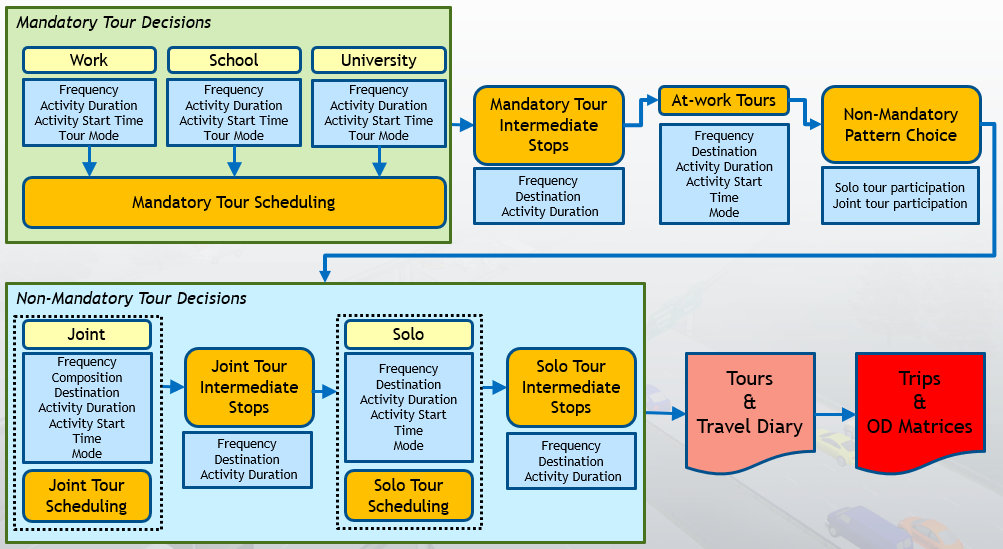 Mandatory Tour Decisions
Work
Frequency
Activity Duration
Activity Start Time
Tour Mode
School
Frequency
Activity Duration
Activity Start Time
Tour Mode
University
Frequency
Activity Duration
Activity Start Time
Tour Mode
Mandatory Tour Scheduling
Mandatory Tour
Intermediate
Stops
Frequency
Destination
Activity Duration
At-work Tours
Frequency
Destination
Activity Duration
Activity Start
Time
Mode
Non-Mandatory
Pattern Choice
Solo tour participation
Joint tour participation
Non-Mandatory Tour Decisions
Joint
Frequency
Composition
Destination
Activity Duration
Activity Start
Time
Mode
Joint Tour
Scheduling
Joint Tour
Intermediate
Stops
Frequency
Destination
Activity Duration
Solo
Frequency
Destination
Activity Duration
Activity Start
Time
Mode
Solo Tour
Scheduling
Solo Tour
Intermediate
Stops
Frequency
Destination
Activity Duration
Tours
&
Travel Diary
Trips
&
OD Matrices